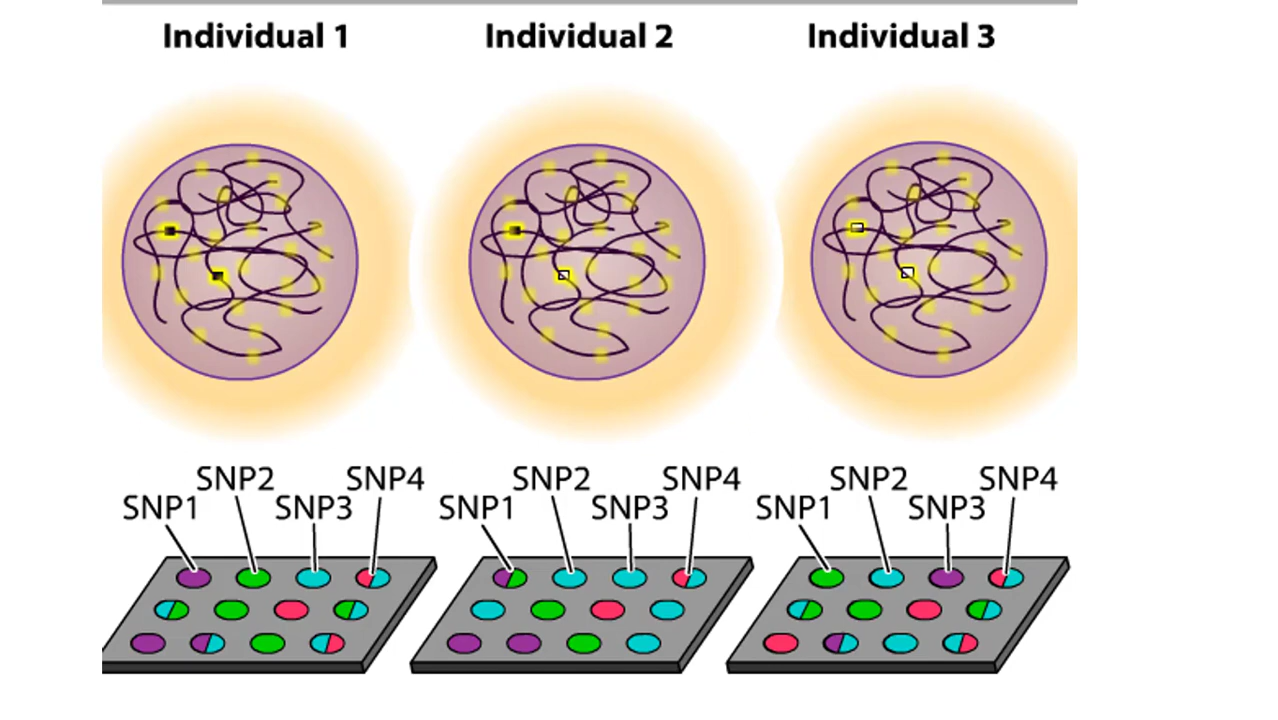 Individual 1
Individual 2
Individual 3
SNP2 SNP4 SNP2 SNP4 SNP2 SNP4
SNP1 SNP3 SNP1 SNP3 SNP1 SNP3